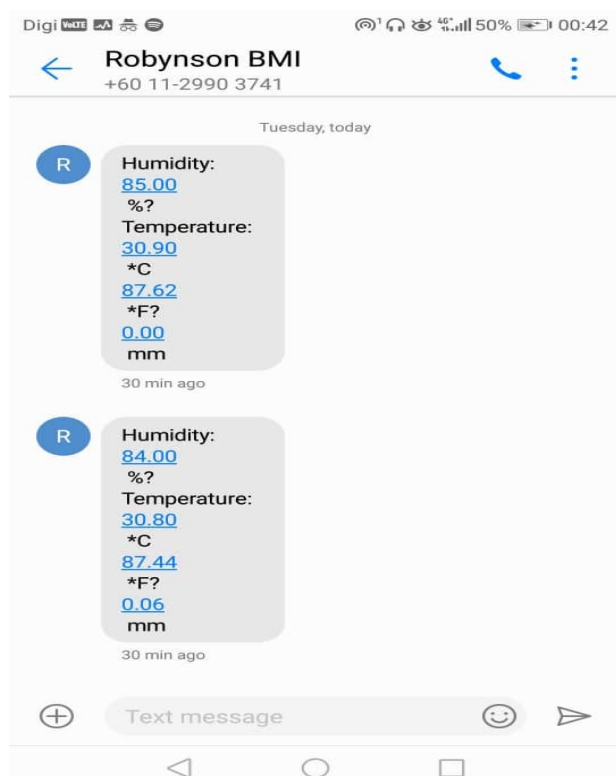 Digi VoLTE 4G 50% 00:42
Robynson BMI
+60 11-2990 3741
Tuesday, today
R
Humidity:
85.00
%?
Temperature:
30.90
*C
87.62
*F?
0.00
mm
30 min ago
R
Humidity:
84.00
%?
Temperature:
30.80
*C
87.44
*F?
0.06
mm
30 min ago
Text message